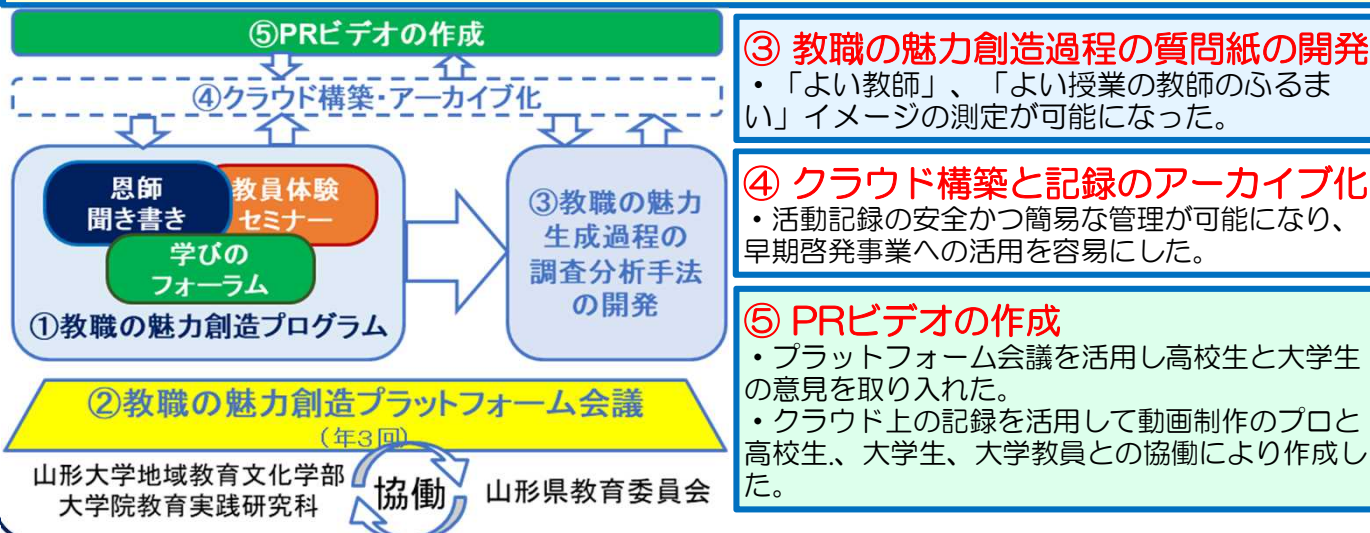 ⑤PRビデオの作成
④クラウド構築・アーカイブ化
恩師
聞き書き
教員体験
セミナー
学びの
フォーラム
①教職の魅力創造プログラム
③教職の魅力
生成過程の
調査分析手法
の開発
②教職の魅力創造プラットフォーム会議
(年3回)
山形大学地域教育文化学部
大学院教育実践研究科
協働
山形県教育委員会
③ 教職の魅力創造過程の質問紙の開発
・「よい教師」、「よい授業の教師のふるま
い」イメージの測定が可能になった。
④ クラウド構築と記録のアーカイブ化
・活動記録の安全かつ簡易な管理が可能になり、
早期啓発事業への活用を容易にした。
⑤ PRビデオの作成
・プラットフォーム会議を活用し高校生と大学生
の意見を取り入れた。
・クラウド上の記録を活用して動画制作のプロと
高校生.、大学生、大学教員との協働により作成し
た。